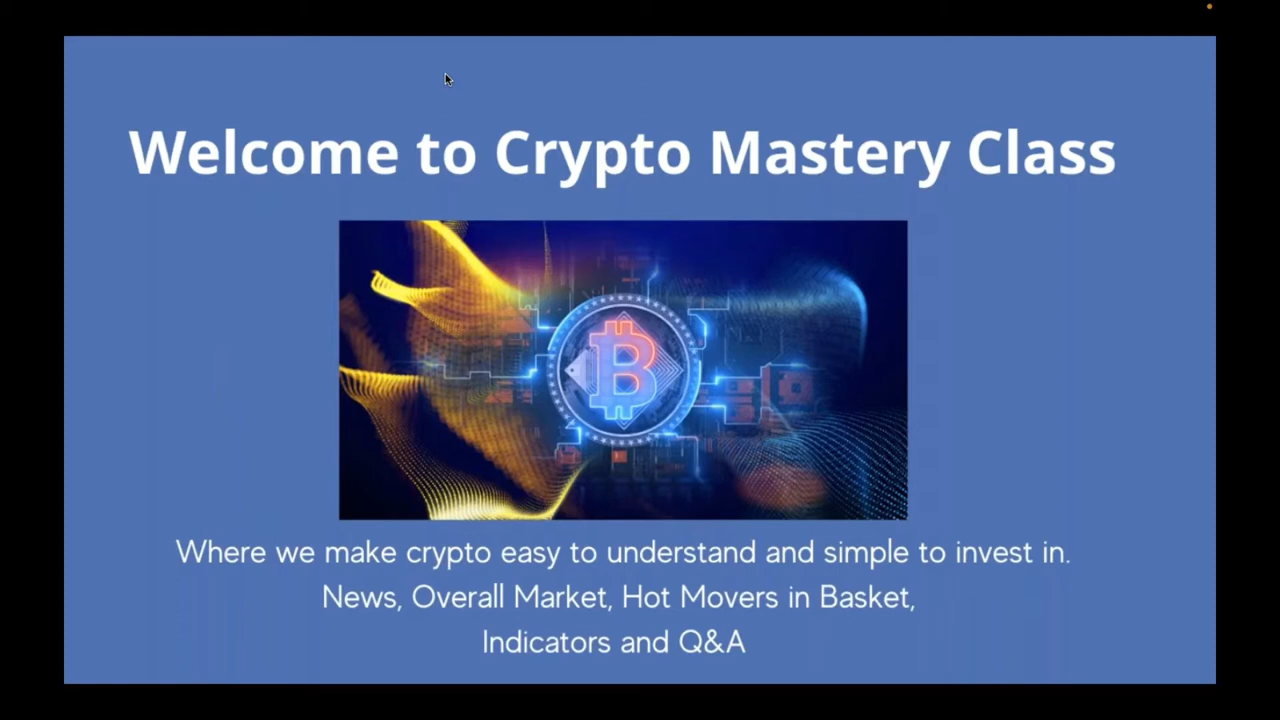 Welcome to Crypto Mastery Class
Where we make crypto easy to understand and simple to invest in.
News, Overall Market, Hot Movers in Basket,
Indicators and Q&A